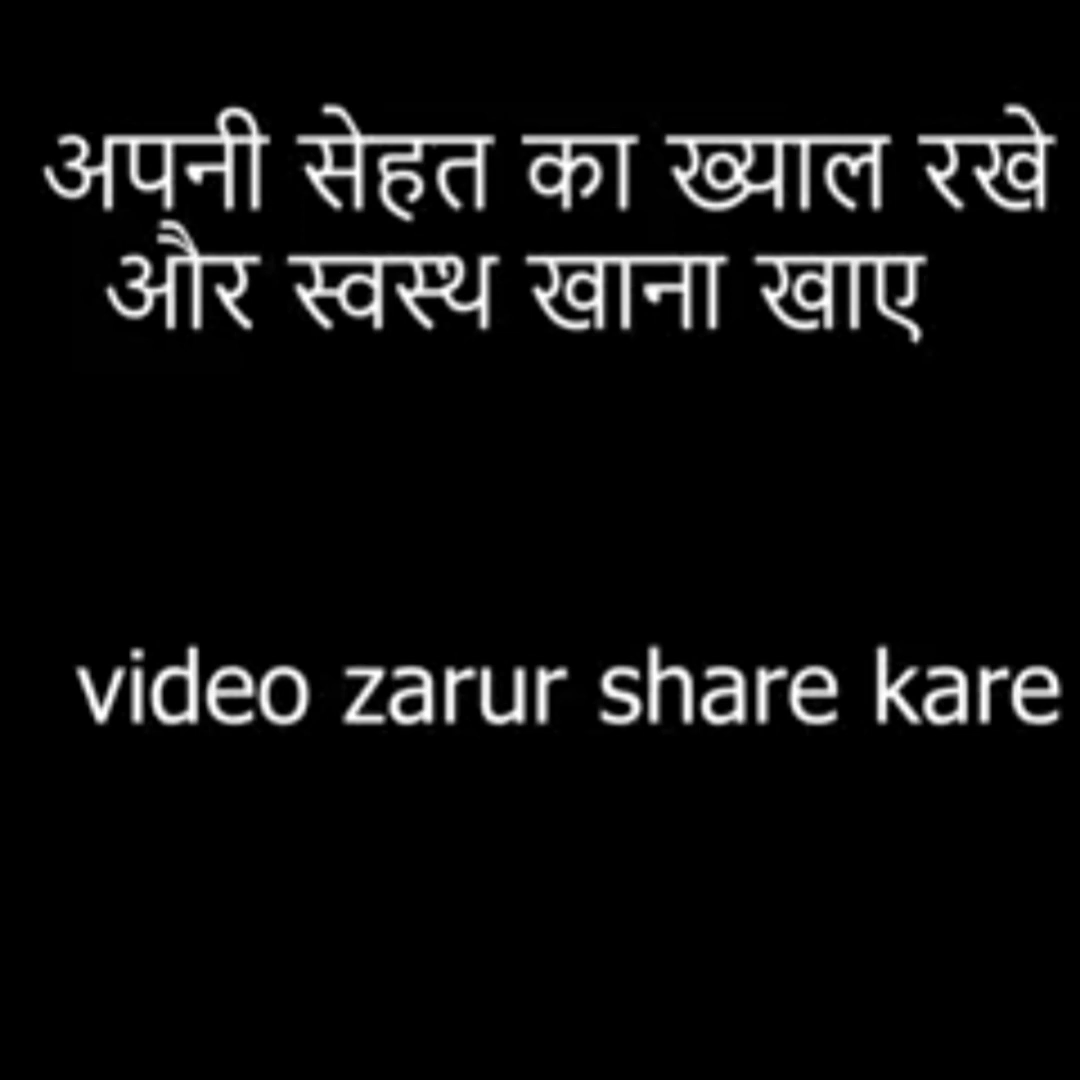 अपनी सेहत का ख्याल रखे
और स्वस्थ खाना खाए
video zarur share kare